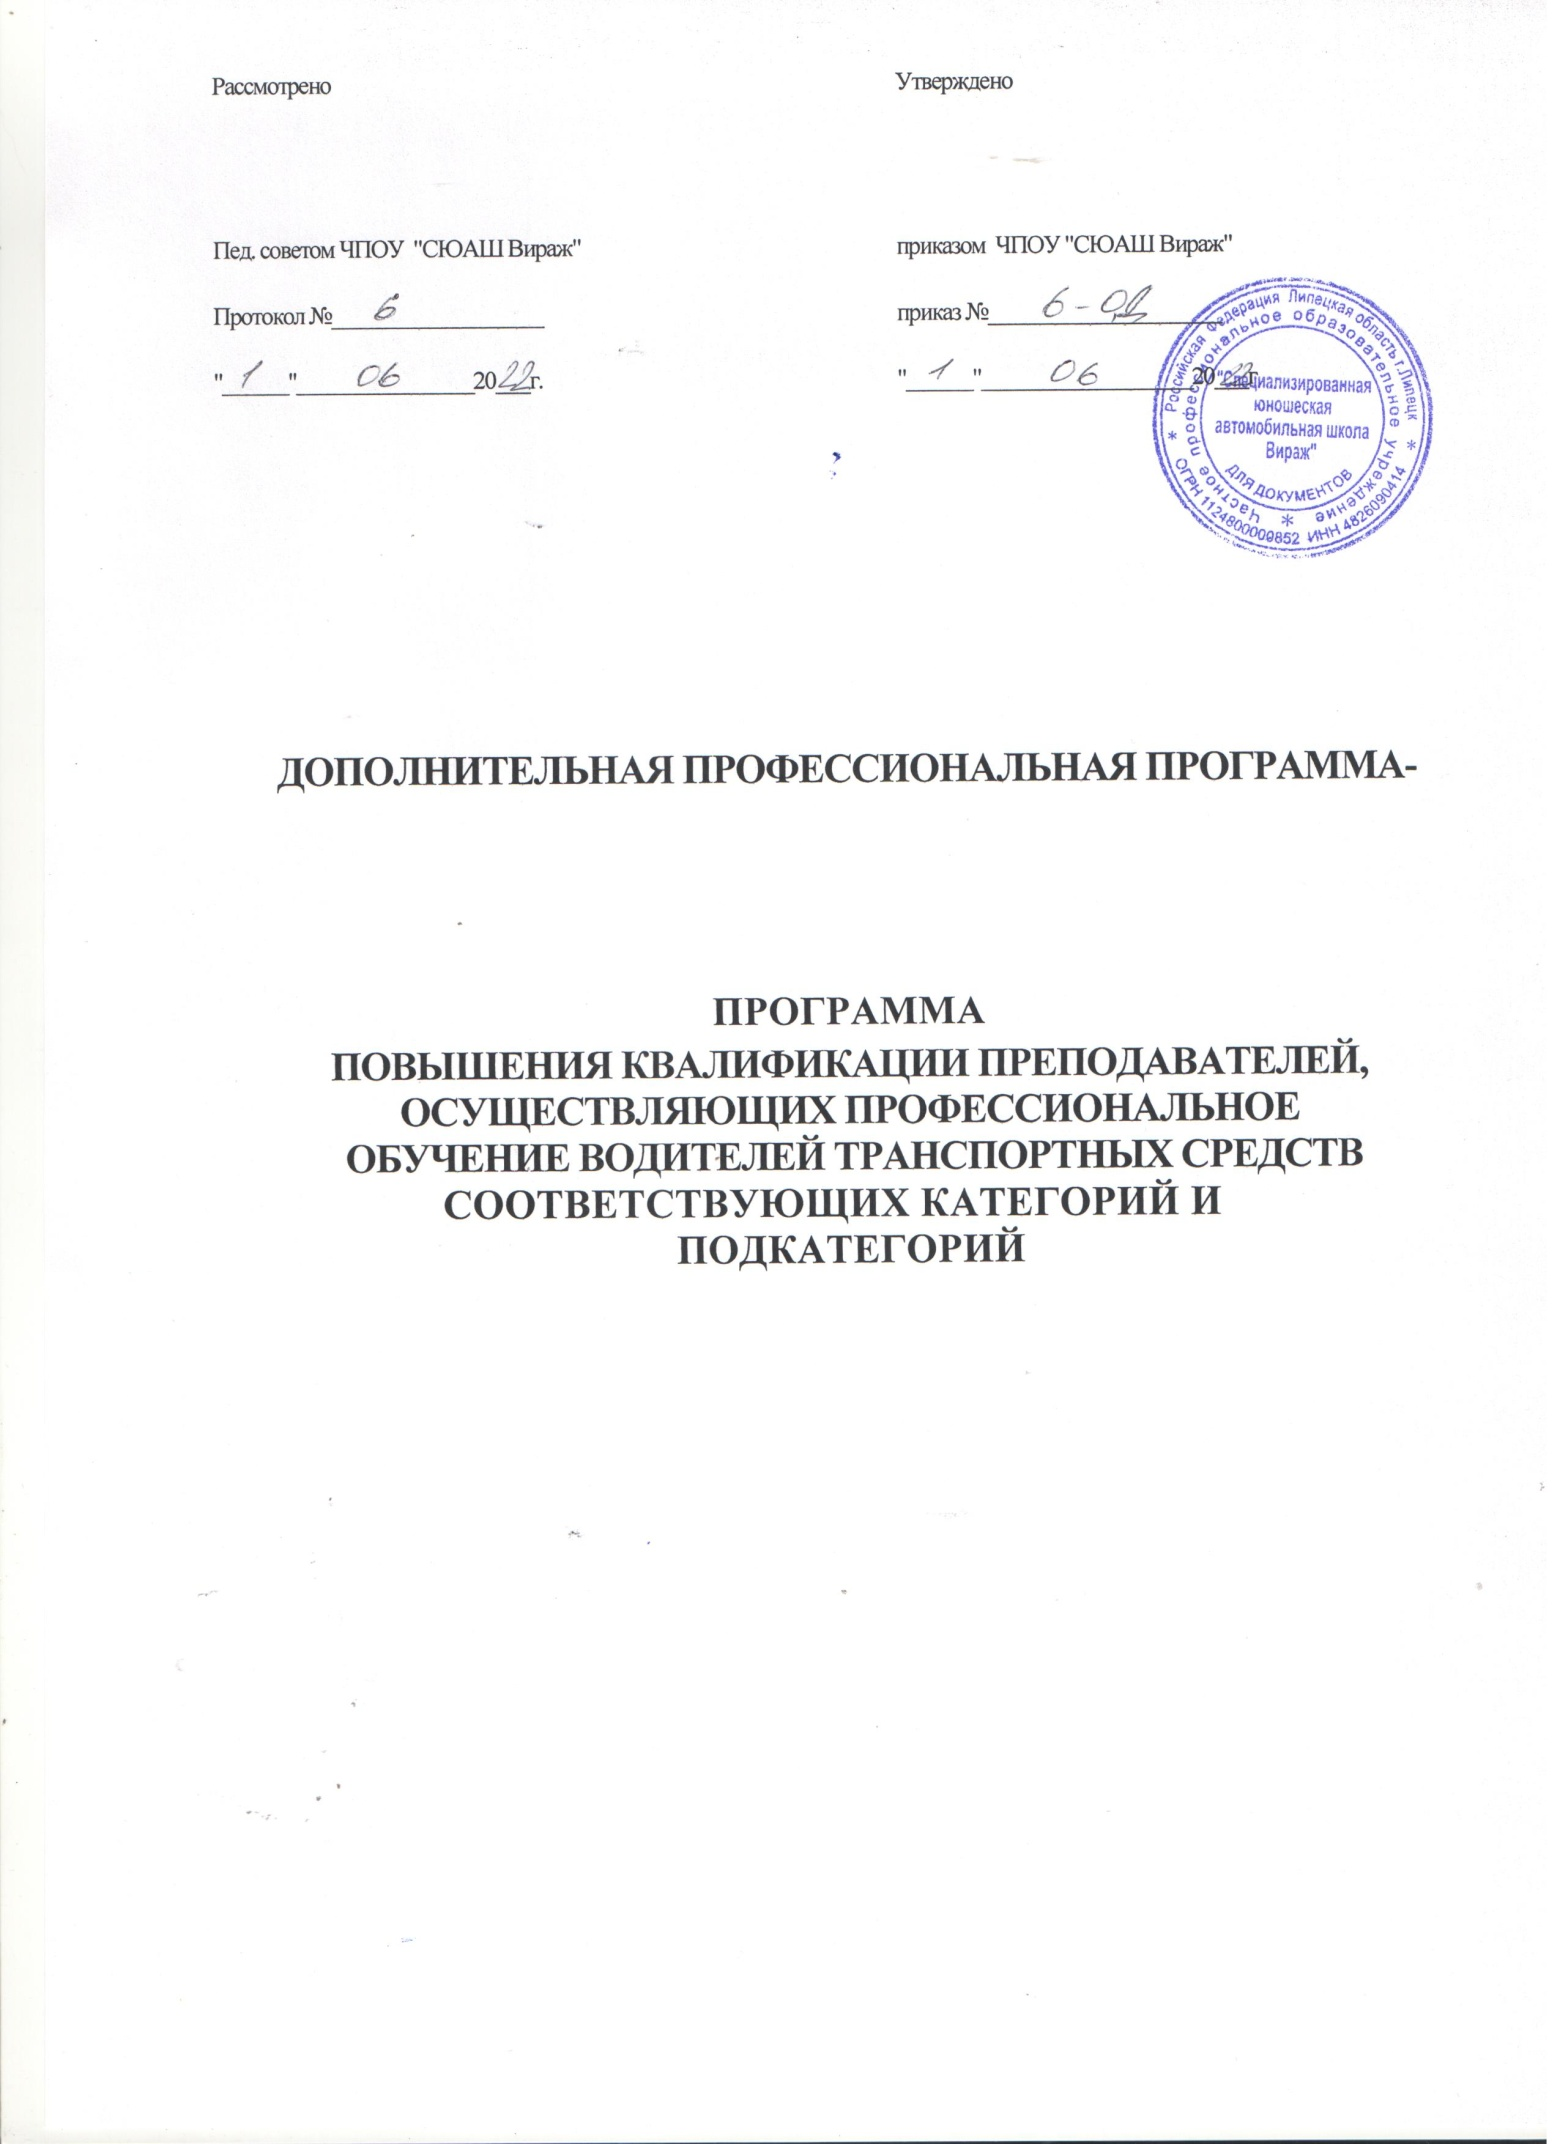 Рассмотрено
Пед. советом ЧПОУ "СЮАШ Вираж"
Протокол № 6
"1" 06 2022г.
Утверждено
приказом ЧПОУ "СЮАШ Вираж"
приказ № 6-ОД
"1" 06 2022г
Российская Федерация Липецкая область г.Липецк
Частное профессиональное образовательное учреждение
"Специализированная
юношеская
автомобильная школа
Вираж"
ДЛЯ ДОКУМЕНТОВ
ОГРН 1124800000852 ИНН 4826090414
ДОПОЛНИТЕЛЬНАЯ ПРОФЕССИОНАЛЬНАЯ ПРОГРАММА-
ПРОГРАММА
ПОВЫШЕНИЯ КВАЛИФИКАЦИИ ПРЕПОДАВАТЕЛЕЙ,
ОСУЩЕСТВЛЯЮЩИХ ПРОФЕССИОНАЛЬНОЕ
ОБУЧЕНИЕ ВОДИТЕЛЕЙ ТРАНСПОРТНЫХ СРЕДСТВ
СООТВЕТСТВУЮЩИХ КАТЕГОРИЙ И
ПОДКАТЕГОРИЙ